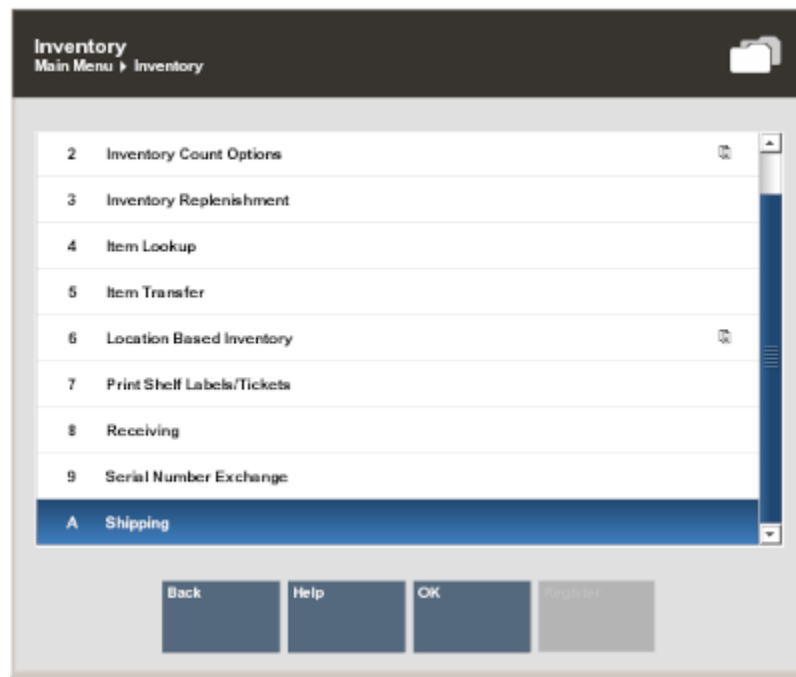 Inventory
Main Menu ▸ Inventory
2 Inventory Count Options
3 Inventory Replenishment
4 Item Lookup
5 Item Transfer
6 Location Based Inventory
7 Print Shelf Labels/Tickets
8 Receiving
9 Serial Number Exchange
A Shipping
Back Help OK Register